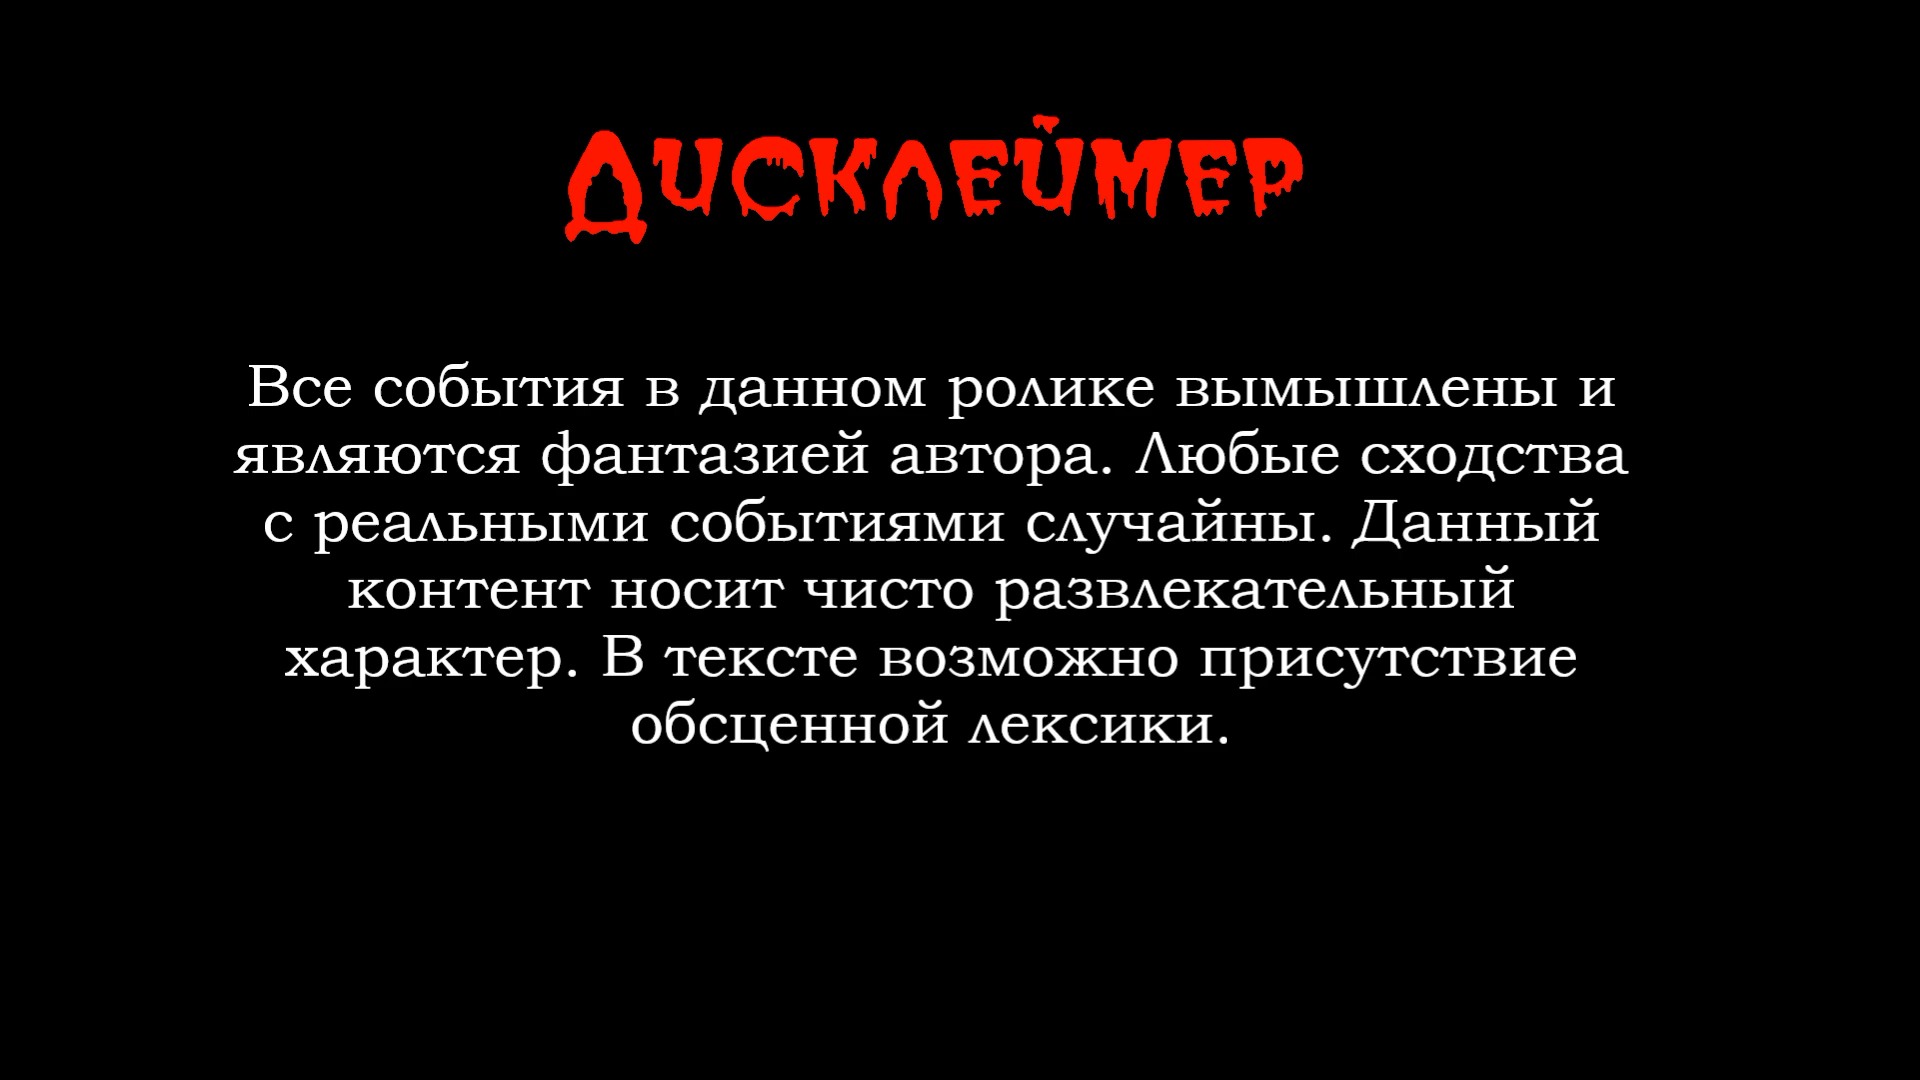 Дисклеймер
Все события в данном ролике вымышлены и
являются фантазией автора. Любые сходства
с реальными событиями случайны. Данный
контент носит чисто развлекательный
характер. В тексте возможно присутствие
обсценной лексики.